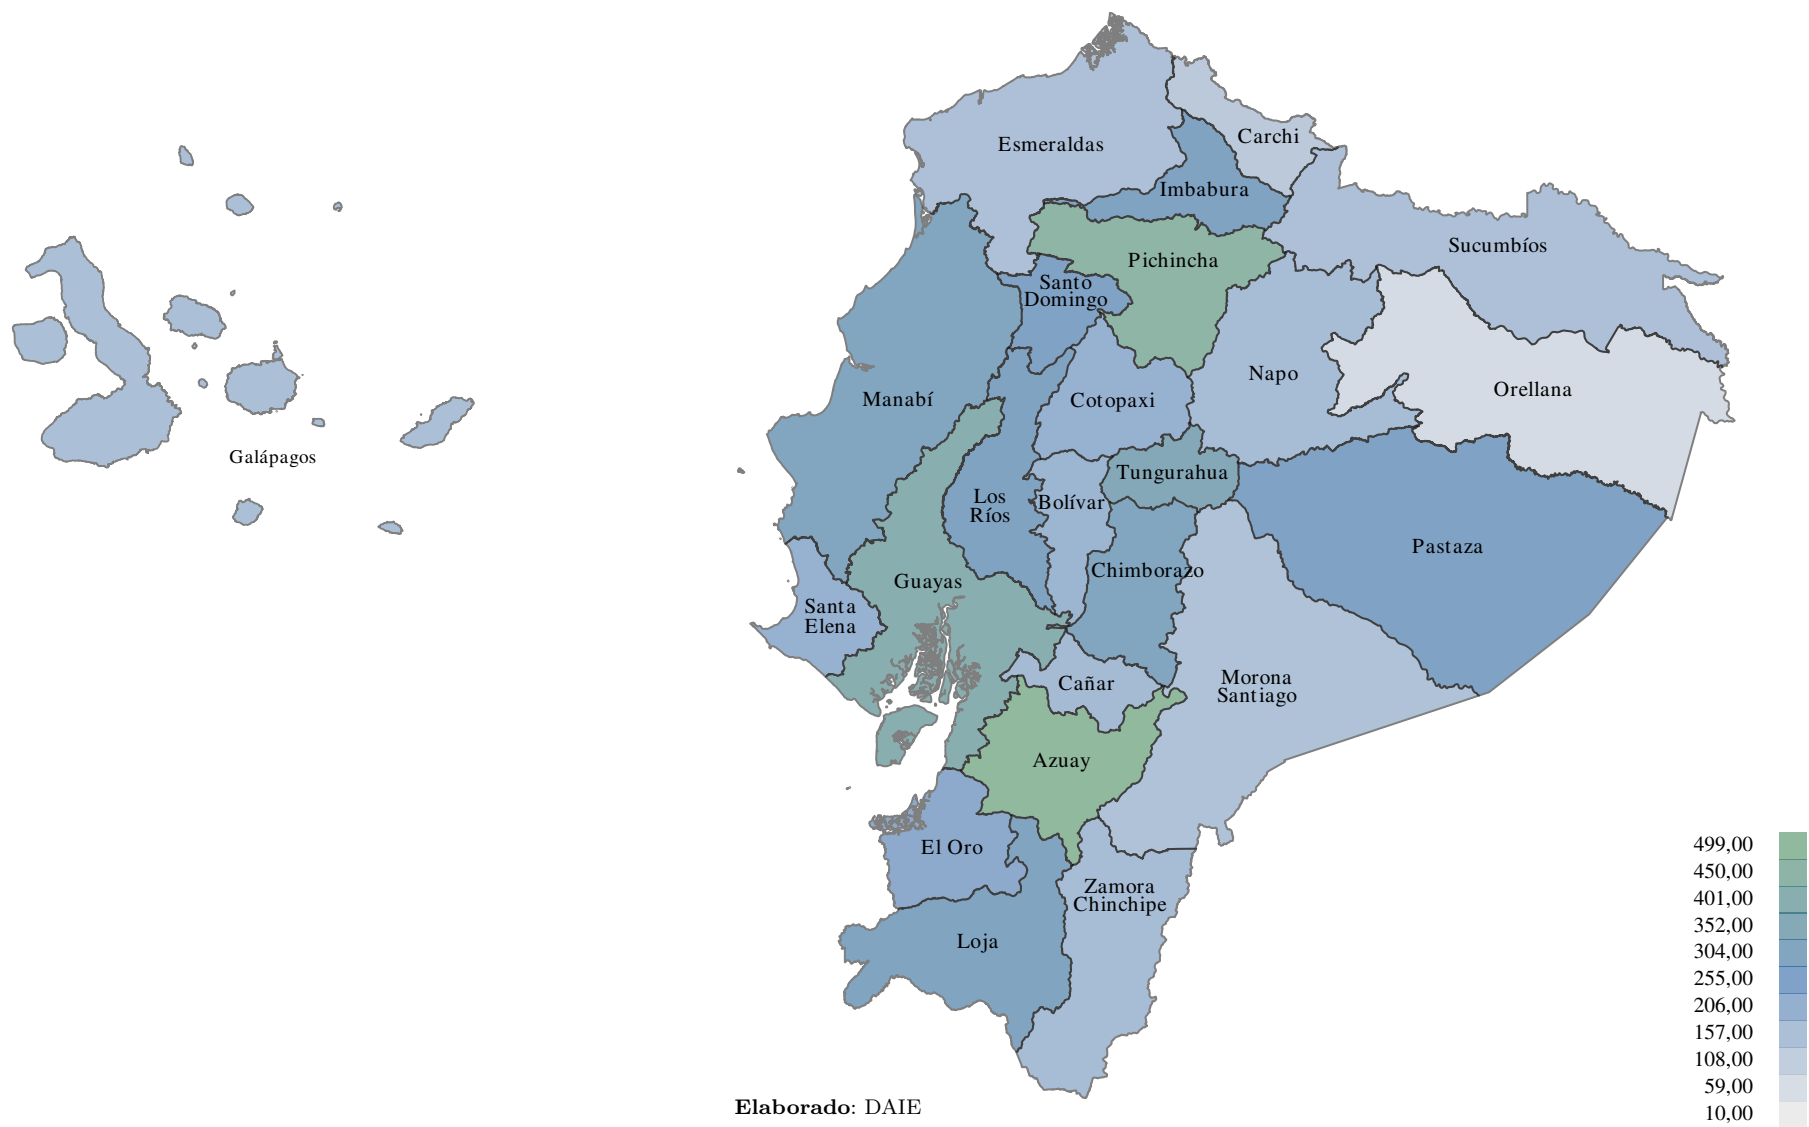 Esmeraldas
Carchi
Imbabura
Sucumbíos
Pichincha
Santo
Domingo
Napo
Orellana
Manabí
Cotopaxi
Galápagos
Tungurahua
Los
Ríos
Bolívar
Pastaza
Chimborazo
Guayas
Santa
Elena
Cañar
Morona
Santiago
Azuay
El Oro
Zamora
Chinchipe
Loja
499,00
450,00
401,00
352,00
304,00
255,00
206,00
157,00
108,00
59,00
10,00
Elaborado: DAIE